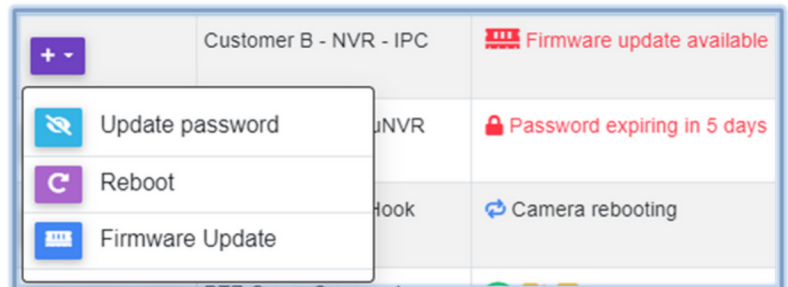 Customer B - NVR - IPC
Firmware update available
Update password
uNVR
Password expiring in 5 days
Reboot
Hook
Camera rebooting
Firmware Update